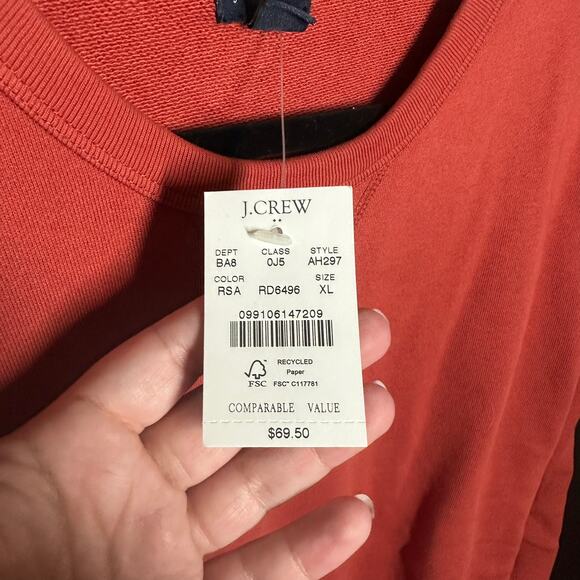 J.CREW
DEPT CLASS STYLE
BA8 0J5 AH297
COLOR SIZE
RSA RD6496 XL
099106147209
RECYCLED
Paper
FSC FSC™ C117781
COMPARABLE VALUE
$69.50